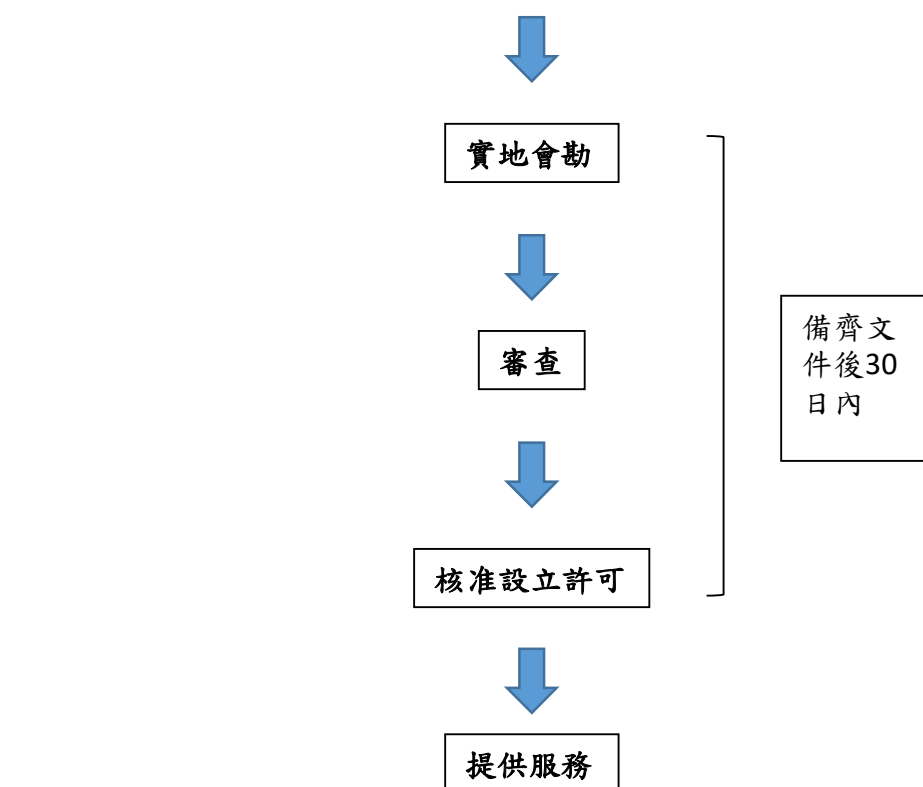 實地會勘
審查
備齊文
件後30
日內
核准設立許可
提供服務